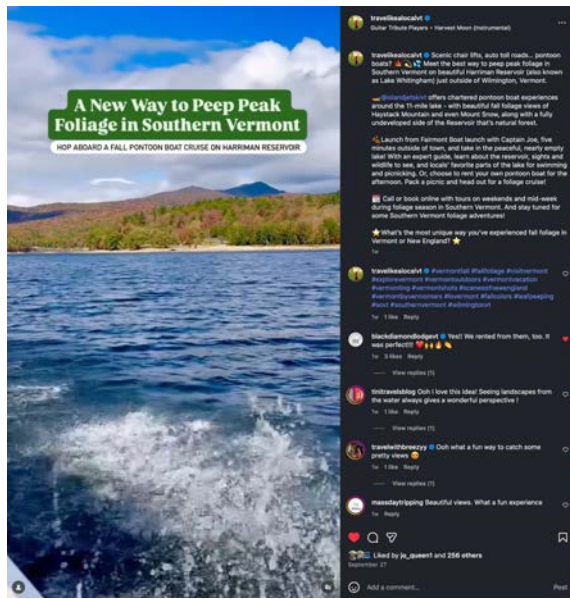 A New Way to Peep Peak
Foliage in Southern Vermont
HOP ABOARD A FALL PONTOON BOAT CRUISE ON HARRIMAN RESERVOIR
travelikealocalvt
Guitar Tribute Players • Harvest Moon (Instrumental)
travelikealocalvt Scenic chair lifts, auto toll roads... pontoon
boats? 🍁 💫 💦 Meet the best way to peep peak foliage in
Southern Vermont on beautiful Harriman Reservoir (also known
as Lake Whitingham) just outside of Wilmington, Vermont.
offers chartered pontoon boat experiences
around the 11-mile lake - with beautiful fall foliage views of
Haystack Mountain and even Mount Snow, along with a fully
undeveloped side of the Reservoir that's natural forest.
🍂Launch from Fairmont Boat launch with Captain Joe, five
minutes outside of town, and take in the peaceful, nearly empty
lake! With an expert guide, learn about the reservoir, sights and
wildlife to see, and locals' favorite parts of the lake for swimming
and picnicking. Or, choose to rent your own pontoon boat for the
afternoon. Pack a picnic and head out for a foliage cruise!
📅 Call or book online with tours on weekends and mid-week
during foliage season in Southern Vermont. And stay tuned for
some Southern Vermont foliage adventures!
⭐What's the most unique way you've experienced fall foliage in
Vermont or New England? ⭐
1w
travelikealocalvt #vermontfall #fallfoliage #visitvermont
#explorevermont #vermontoutdoors #vermontvacation
#vermonting #vermontshots #scenesofnewengland
#vermontbyvermonters #lovermont #fallcolors #leafpeeping
#sovt #southernvermont #wilmingtonvt
1w 1 like Reply
blackdiamondlodgevt Yes!! We rented from them, too. It
was perfect!!! ❤️🙌🔥
1w 3 likes Reply
View replies (1)
tinitravelsblog Ooh I love this idea! Seeing landscapes from
the water always gives a wonderful perspective !
1w 1 like Reply
View replies (1)
travelwithbreezyy Ooh what a fun way to catch some
pretty views
1w 1 like Reply
View replies (1)
massdaytripping Beautiful views. What a fun experience
1w Reply
Liked by jo_queen1 and 256 others
September 27
Add a comment...
Post